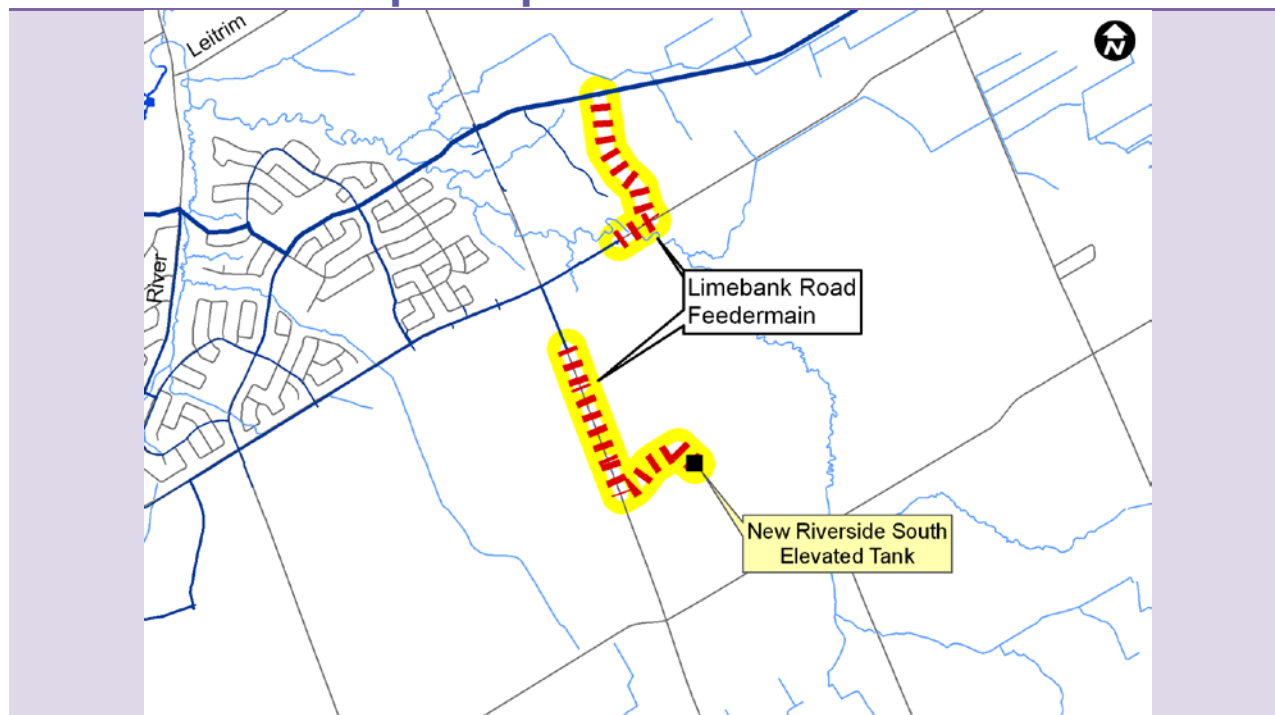 Leitrim
N
River
Limebank Road
Feedermain
New Riverside South
Elevated Tank